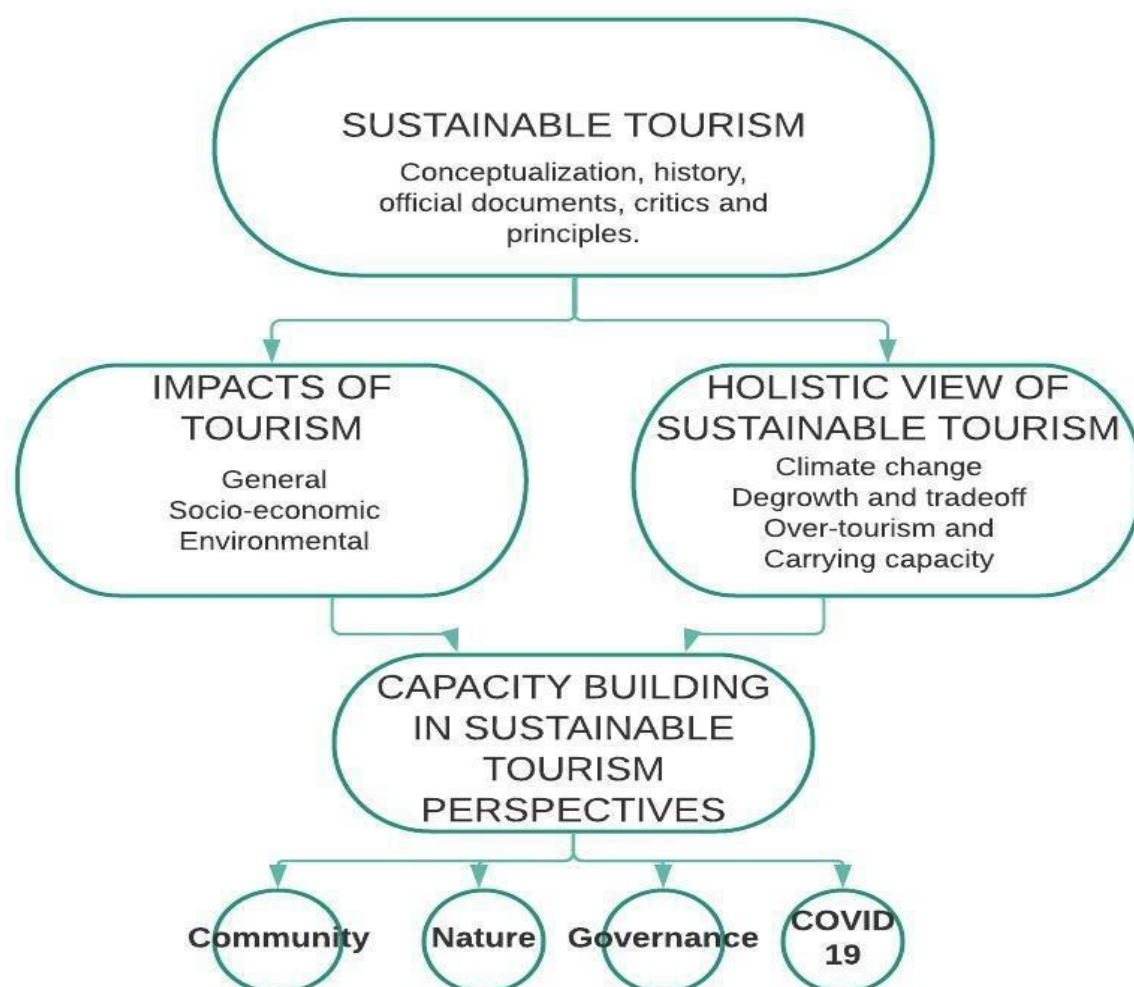 SUSTAINABLE TOURISM
Conceptualization, history,
official documents, critics and
principles.
IMPACTS OF
TOURISM
General
Socio-economic
Environmental
HOLISTIC VIEW OF
SUSTAINABLE TOURISM
Climate change
Degrowth and tradeoff
Over-tourism and
Carrying capacity
CAPACITY BUILDING
IN SUSTAINABLE
TOURISM
PERSPECTIVES
Community
Nature
Governance
COVID
19